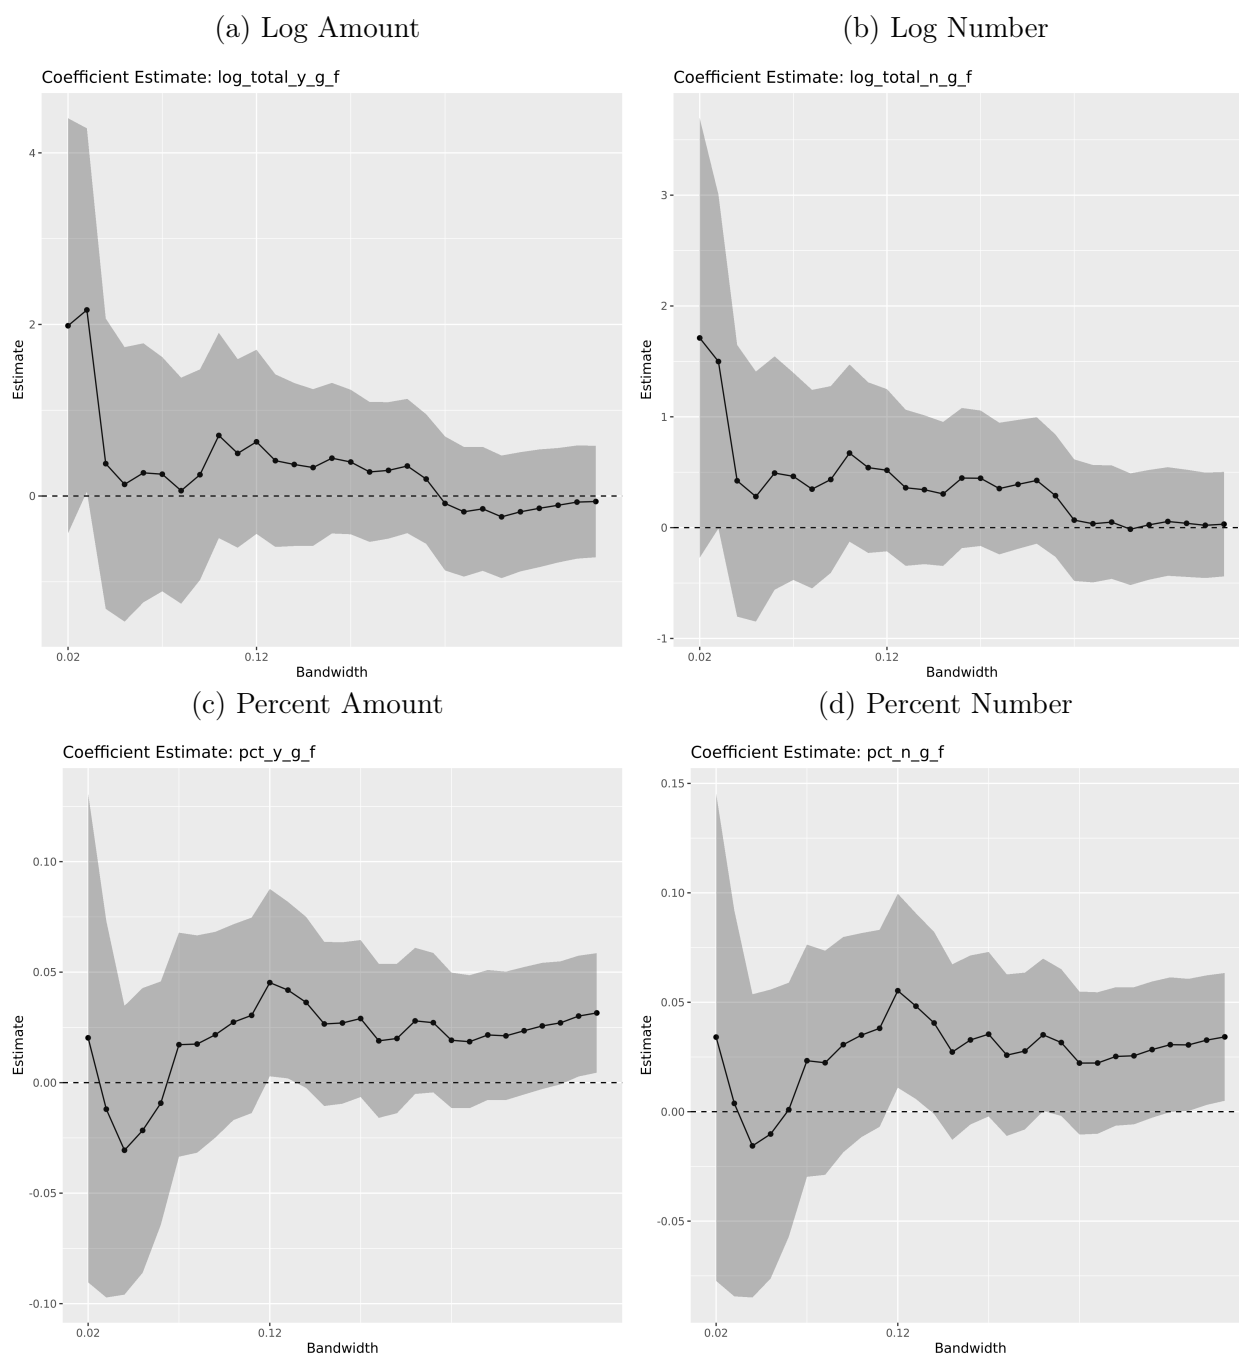 (a) Log Amount
Coefficient Estimate: log_total_y_g_f
4
2
0
Estimate
0.02
0.12
Bandwidth
(b) Log Number
Coefficient Estimate: log_total_n_g_f
3
2
1
0
-1
Estimate
0.02
0.12
Bandwidth
(c) Percent Amount
Coefficient Estimate: pct_y_g_f
0.10
0.05
0.00
-0.05
-0.10
Estimate
0.02
0.12
Bandwidth
(d) Percent Number
Coefficient Estimate: pct_n_g_f
0.15
0.10
0.05
0.00
-0.05
Estimate
0.02
0.12
Bandwidth